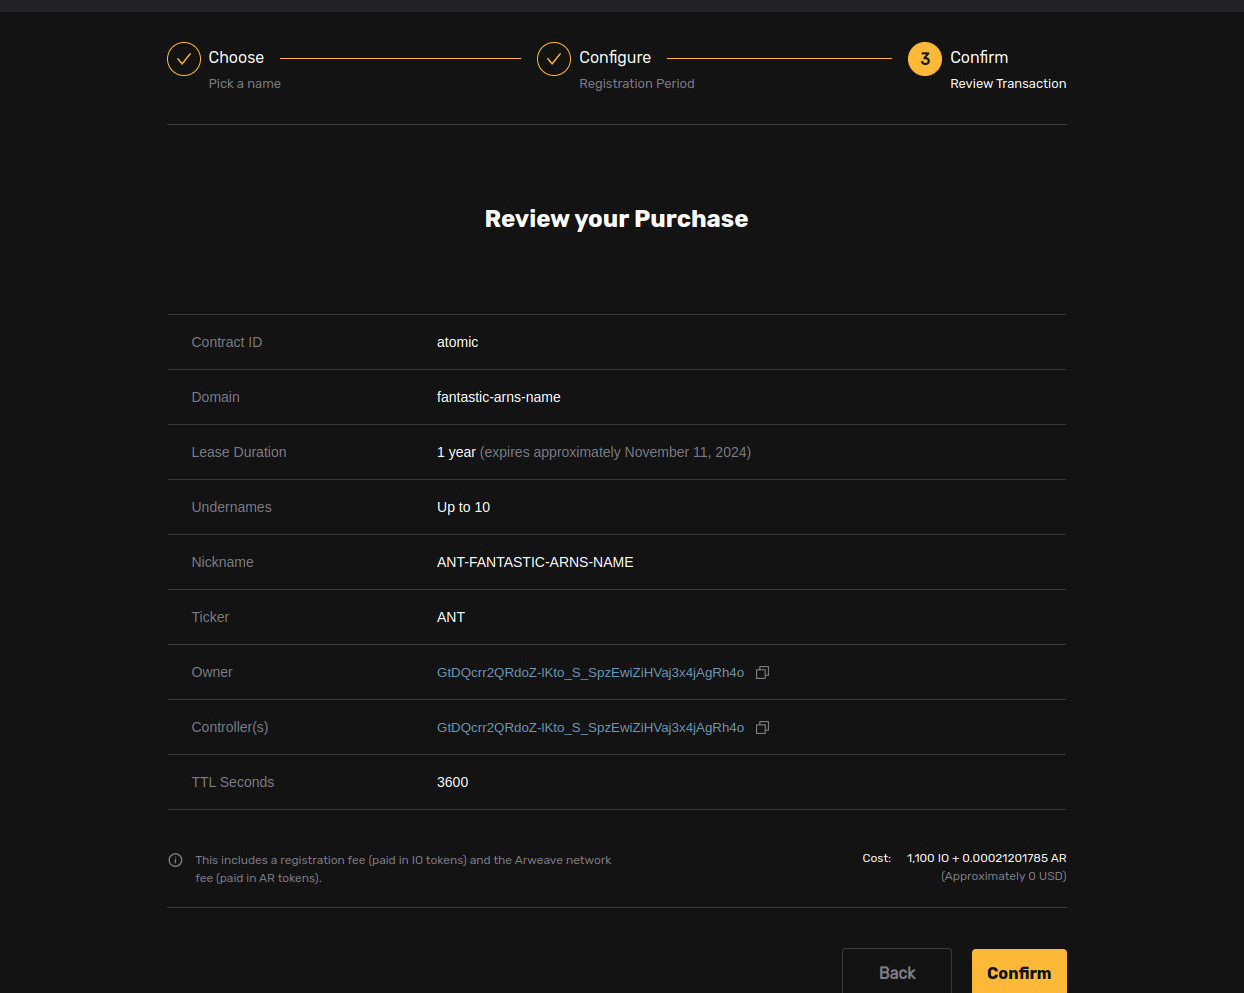 Choose
Pick a name
Configure
Registration Period
3 Confirm
Review Transaction
Review your Purchase
Contract ID atomic
Domain fantastic-arns-name
Lease Duration 1 year (expires approximately November 11, 2024)
Undernames Up to 10
Nickname ANT-FANTASTIC-ARNS-NAME
Ticker ANT
Owner GtDQcrr2QRdoZ-lKto_S_SpzEwiZiHVaj3x4jAgRh4o
Controller(s) GtDQcrr2QRdoZ-lKto_S_SpzEwiZiHVaj3x4jAgRh4o
TTL Seconds 3600
This includes a registration fee (paid in IO tokens) and the Arweave network
fee (paid in AR tokens).
Cost: 1,100 IO + 0.00021201785 AR
(Approximately 0 USD)
Back
Confirm